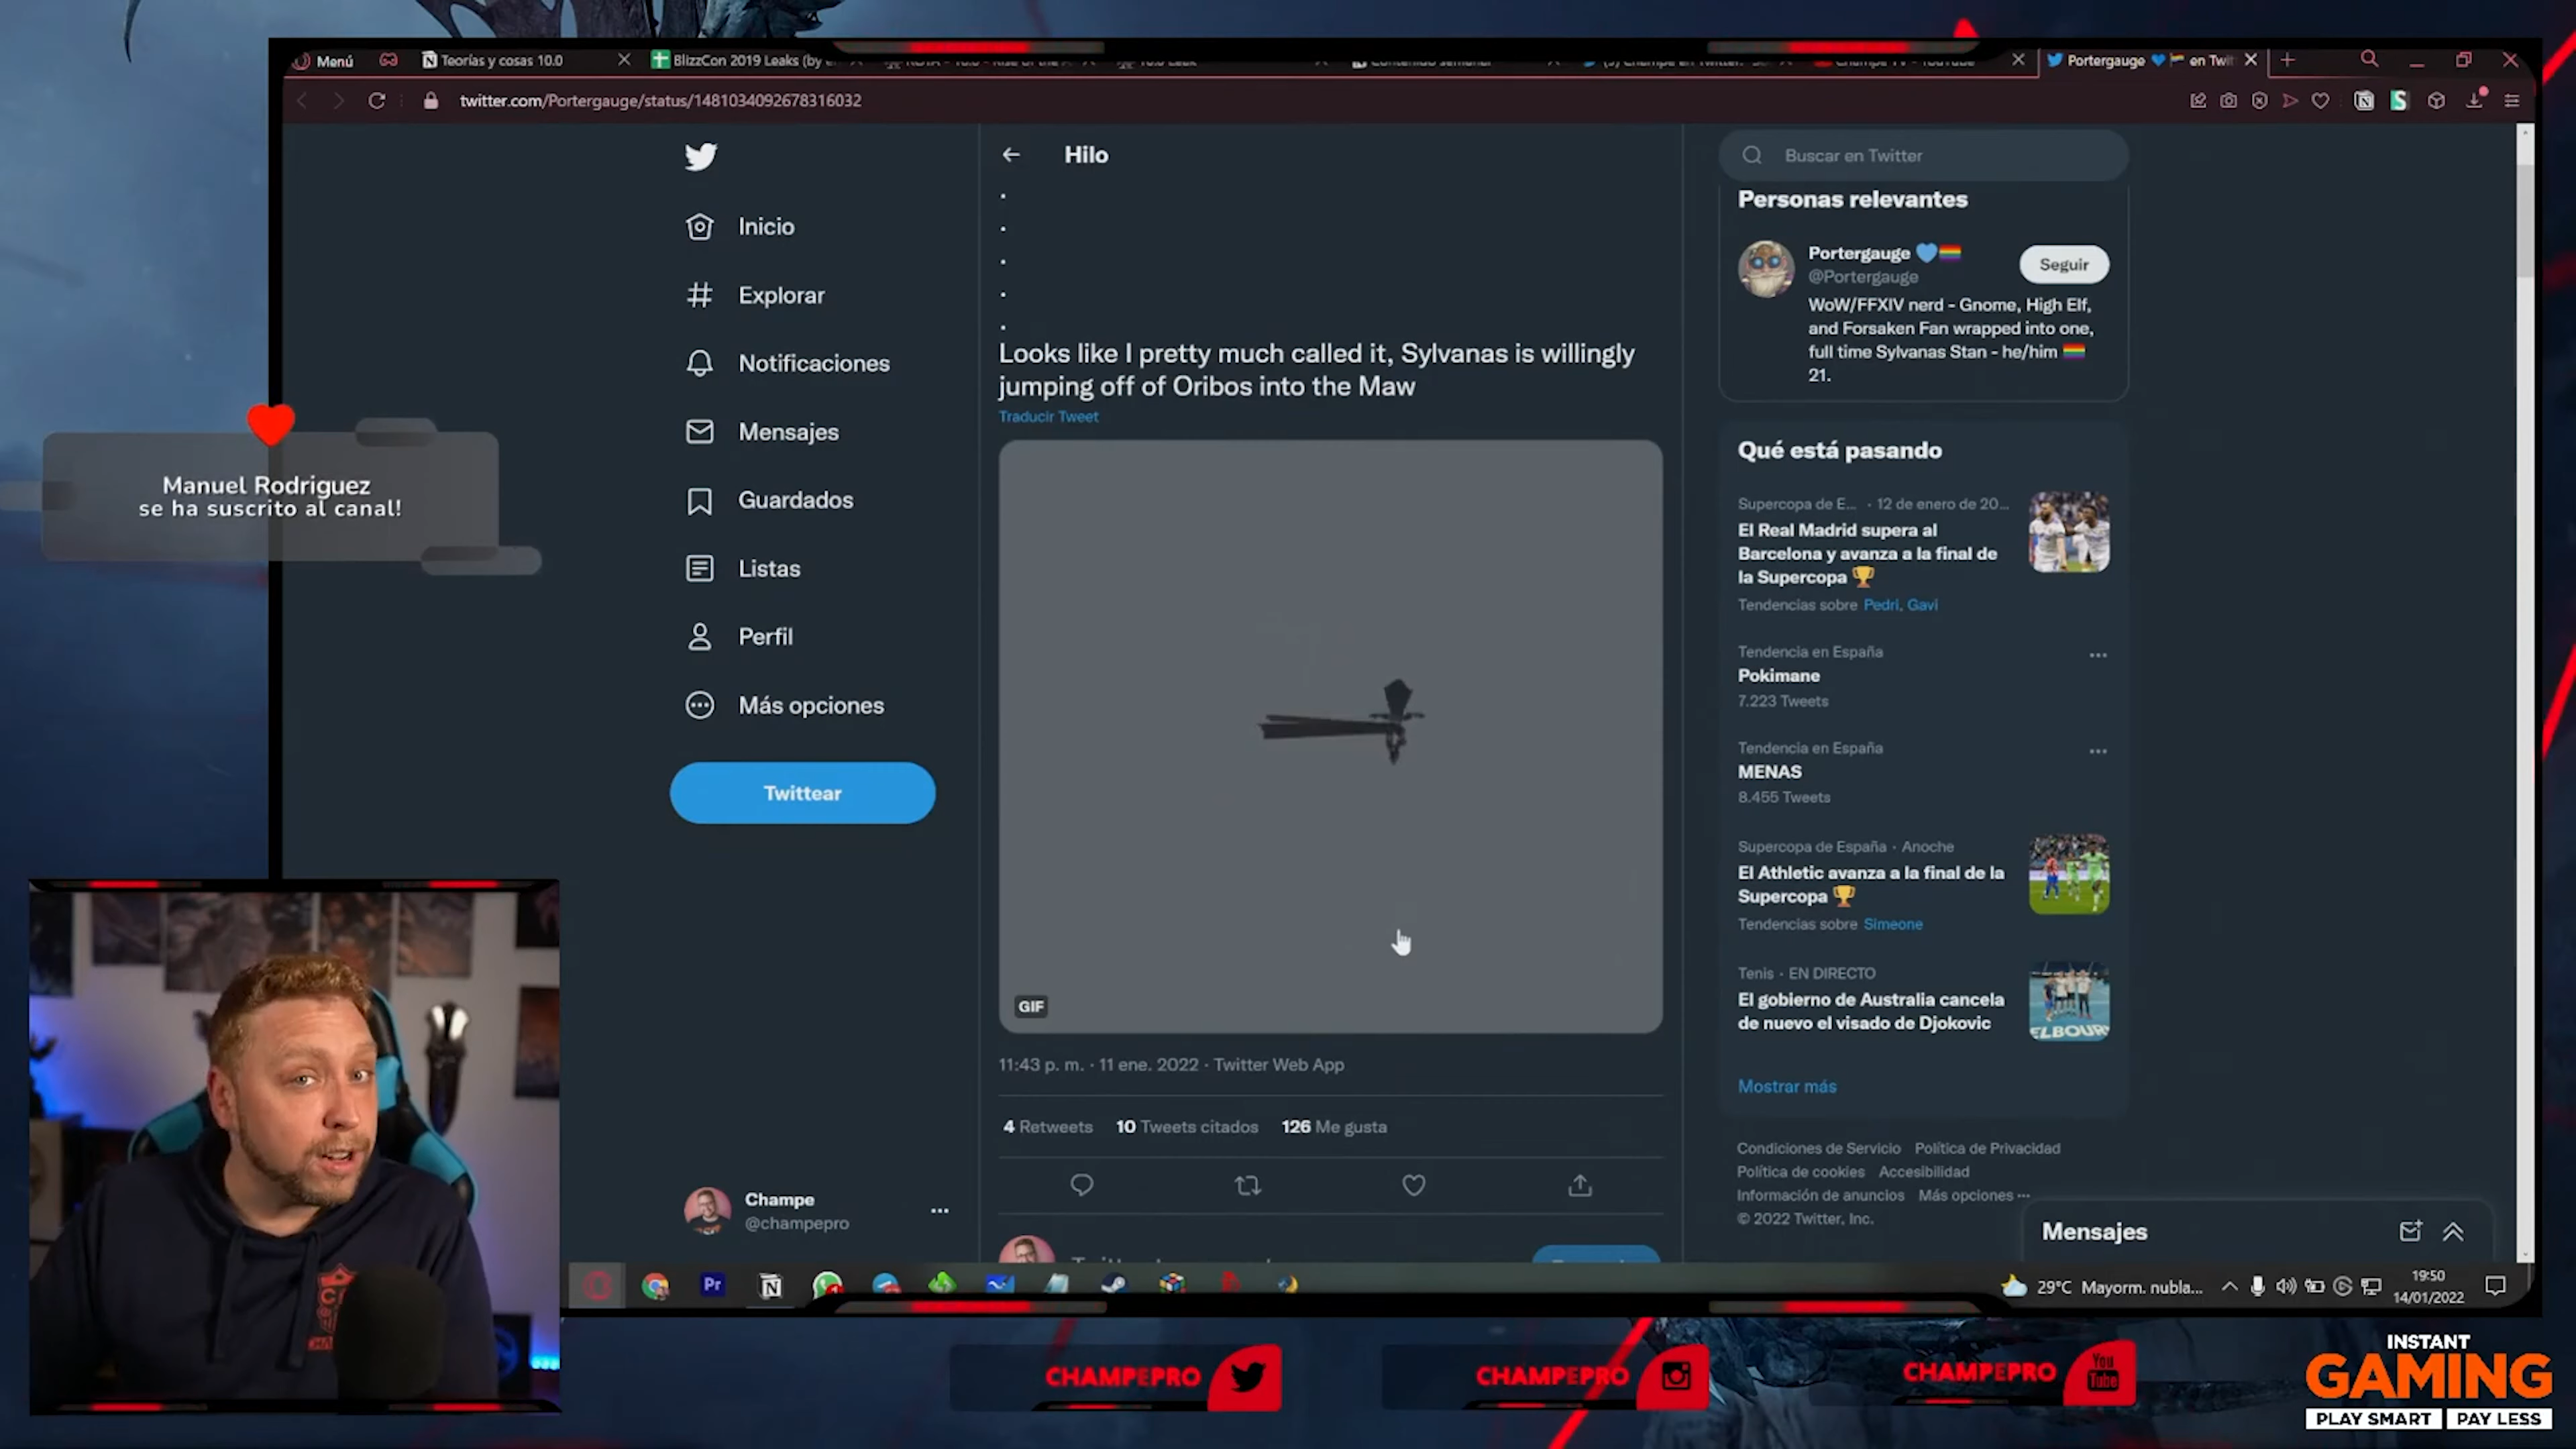 Menú
Teorías y cosas 10.0
BlizzCon 2019 Leaks (by
Portergauge 💙 🏳️‍🌈 en Twit
twitter.com/Portergauge/status/1481034092678316032
Hilo
Buscar en Twitter
.
.
.
.
.
Inicio
Explorar
Notificaciones
Mensajes
Guardados
Listas
Perfil
Más opciones
Twittear
Looks like I pretty much called it, Sylvanas is willingly
jumping off of Oribos into the Maw
Traducir Tweet
GIF
11:43 p. m. · 11 ene. 2022 · Twitter Web App
4 Retweets 10 Tweets citados 126 Me gusta
Personas relevantes
Portergauge 💙🏳️‍🌈
@Portergauge
Seguir
WoW/FFXIV nerd - Gnome, High Elf,
and Forsaken Fan wrapped into one,
full time Sylvanas Stan - he/him 🏳️‍🌈
21.
Qué está pasando
Supercopa de E... · 12 de enero de 20...
El Real Madrid supera al
Barcelona y avanza a la final de
la Supercopa 🏆
Tendencias sobre Pedri, Gavi
Tendencia en España
Pokimane
7.223 Tweets
Tendencia en España
MENAS
8.455 Tweets
Supercopa de España · Anoche
El Athletic avanza a la final de la
Supercopa 🏆
Tendencias sobre Simeone
Tenis · EN DIRECTO
El gobierno de Australia cancela
de nuevo el visado de Djokovic
ELBOUR
Mostrar más
Condiciones de Servicio Política de Privacidad
Política de cookies Accesibilidad
Información de anuncios Más opciones ···
© 2022 Twitter, Inc.
Mensajes
Manuel Rodriguez
se ha suscrito al canal!
Champe
@champepro
Pr
29°C Mayorm. nubla...
19:50
14/01/2022
CHAMPEPRO
CHAMPEPRO
CHAMPEPRO
You
Tube
INSTANT
GAMING
PLAY SMART PAY LESS